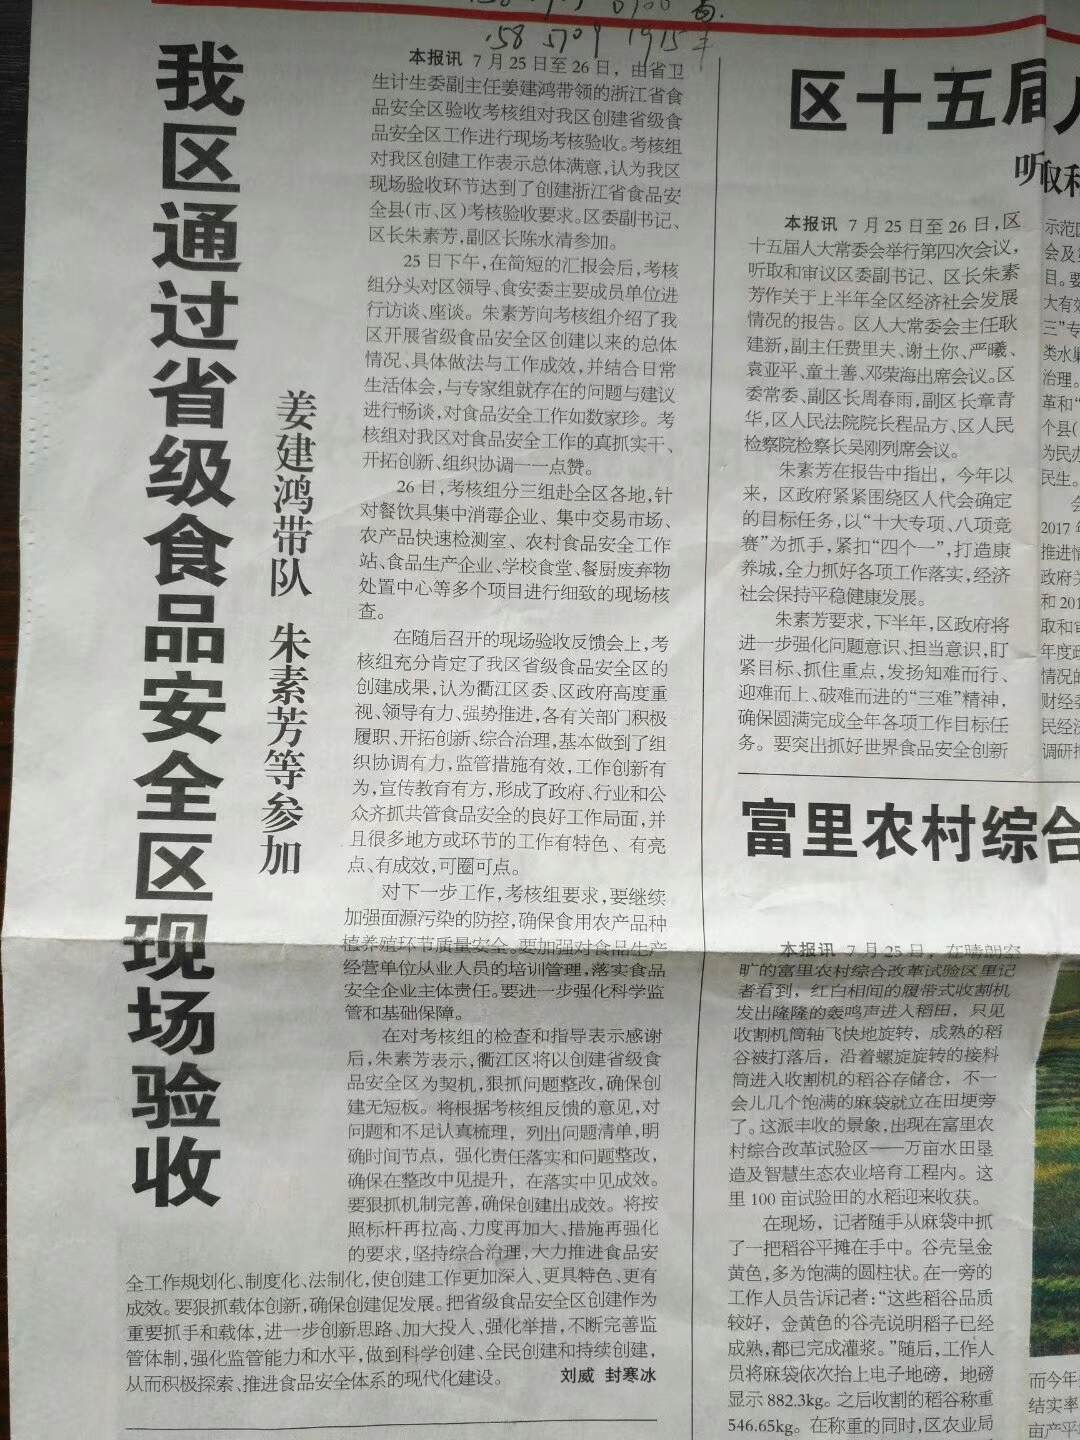 我区通过省级食品安全区现场验收
姜建鸿带队 朱素芳等参加
本报讯 7月25日至26日，由省卫
生计生委副主任姜建鸿带领的浙江省食
品安全区验收考核组对我区创建省级食
品安全区工作进行现场考核验收。考核组
对我区创建工作表示总体满意，认为我区
现场验收环节达到了创建浙江省食品安
全县(市、区)考核验收要求。区委副书记、
区长朱素芳，副区长陈水清参加。
25日下午，在简短的汇报会后，考核
组分头对区领导、食安委主要成员单位进
行访谈、座谈。朱素芳向考核组介绍了我
区开展省级食品安全区创建以来的总体
情况、具体做法与工作成效，并结合日常
生活体会，与专家组就存在的问题与建议
进行畅谈，对食品安全工作如数家珍。考
核组对我区对食品安全工作的真抓实干、
开拓创新、组织协调一一点赞。
26日，考核组分三组赴全区各地，针
对餐饮具集中消毒企业、集中交易市场、
农产品快速检测室、农村食品安全工作
站、食品生产企业、学校食堂、餐厨废弃物
处置中心等多个项目进行细致的现场核
查。
在随后召开的现场验收反馈会上，考
核组充分肯定了我区省级食品安全区的
创建成果，认为衢江区委、区政府高度重
视、领导有力、强势推进，各有关部门积极
履职、开拓创新、综合治理，基本做到了组
织协调有力，监管措施有效，工作创新有
为，宣传教育有方，形成了政府、行业和公
众齐抓共管食品安全的良好工作局面，并
且很多地方或环节的工作有特色、有亮
点、有成效，可圈可点。
对下一步工作，考核组要求，要继续
加强面源污染的防控，确保食用农产品种
植养殖环节质量安全。要加强对食品生产
经营单位从业人员的培训管理，落实食品
安全企业主体责任。要进一步强化科学监
管和基础保障。
在对考核组的检查和指导表示感谢
后，朱素芳表示，衢江区将以创建省级食
品安全区为契机，狠抓问题整改，确保创
建无短板。将根据考核组反馈的意见，对
问题和不足认真梳理，列出问题清单，明
确时间节点，强化责任落实和问题整改，
确保在整改中见提升，在落实中见成效。
要狠抓机制完善，确保创建出成效。将按
照标杆再拉高、力度再加大、措施再强化
的要求，坚持综合治理，大力推进食品安
全工作规划化、制度化、法制化，使创建工作更加深入、更具特色、更有
成效。要狠抓载体创新，确保创建促发展。把省级食品安全区创建作为
重要抓手和载体，进一步创新思路、加大投入、强化举措，不断完善监
管体制，强化监管能力和水平，做到科学创建、全民创建和持续创建，
从而积极探索、推进食品安全体系的现代化建设。 刘威 封寒冰
区十五届人
听取和
本报讯 7月25日至26日，区
十五届人大常委会举行第四次会议，
听取和审议区委副书记、区长朱素
芳作关于上半年全区经济社会发展
情况的报告。区人大常委会主任耿
建新，副主任费里夫、谢土你、严曦、
袁亚平、童土善、邓荣海出席会议。区
委常委、副区长周春雨，副区长章青
华，区人民法院院长程品方、区人民
检察院检察长吴刚列席会议。
朱素芳在报告中指出，今年以
来，区政府紧紧围绕区人代会确定
的目标任务，以“十大专项、八项竞
赛”为抓手，紧扣“四个一”，打造康
养城，全力抓好各项工作落实，经济
社会保持平稳健康发展。
朱素芳要求，下半年，区政府将
进一步强化问题意识、担当意识，盯
紧目标、抓住重点，发扬知难而行、
迎难而上、破难而进的“三难”精神，
确保圆满完成全年各项工作目标任
务。要突出抓好世界食品安全创新
示范区
会及
目。要
大有效
三”专
类水
治理。
革和“
个县(
为民办
民生。
会
2017年
推进情
政府关
和201
取和审
年度政
情况的
财经委
民经济
调研报
富里农村综合
本报讯 7月25日，在晴朗空
旷的富里农村综合改革试验区里记
者看到，红白相间的履带式收割机
发出隆隆的轰鸣声进入稻田，只见
收割机筒轴飞快地旋转，成熟的稻
谷被打落后，沿着螺旋旋转的接料
筒进入收割机的稻谷存储仓，不一
会儿几个饱满的麻袋就立在田埂旁
了。这派丰收的景象，出现在富里农
村综合改革试验区——万亩水田垦
造及智慧生态农业培育工程内。这
里100亩试验田的水稻迎来收获。
在现场，记者随手从麻袋中抓
了一把稻谷平摊在手中。谷壳呈金
黄色，多为饱满的圆柱状。在一旁的
工作人员告诉记者：“这些稻谷品质
较好，金黄色的谷壳说明稻子已经
成熟，都已完成灌浆。”随后，工作人
员将麻袋依次抬上电子地磅，地磅
显示882.3kg。之后收割的稻谷称重
546.65kg。在称重的同时，区农业局
而今年
结实率
亩产平